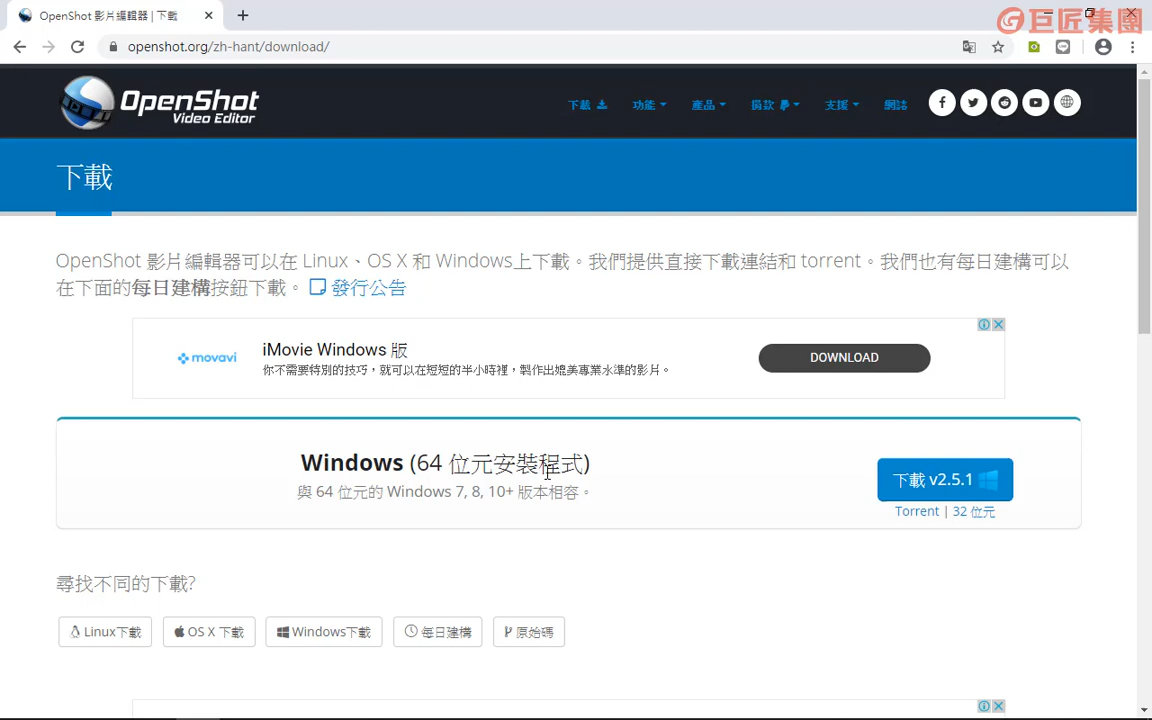 OpenShot 影片編輯器 | 下載
巨匠集團
openshot.org/zh-hant/download/
OpenShot
Video Editor
下載 功能 產品 捐款 支援 網誌
下載
OpenShot 影片編輯器可以在 Linux、OS X 和 Windows上下載。我們提供直接下載連結和 torrent。我們也有每日建構可以
在下面的每日建構按鈕下載。 發行公告
movavi
iMovie Windows 版
你不需要特別的技巧，就可以在短短的半小時裡，製作出媲美專業水準的影片。
DOWNLOAD
Windows (64 位元安裝程式)
與 64 位元的 Windows 7, 8, 10+ 版本相容。
下載 v2.5.1
Torrent | 32 位元
尋找不同的下載?
Linux下載 OS X 下載 Windows下載 每日建構 原始碼